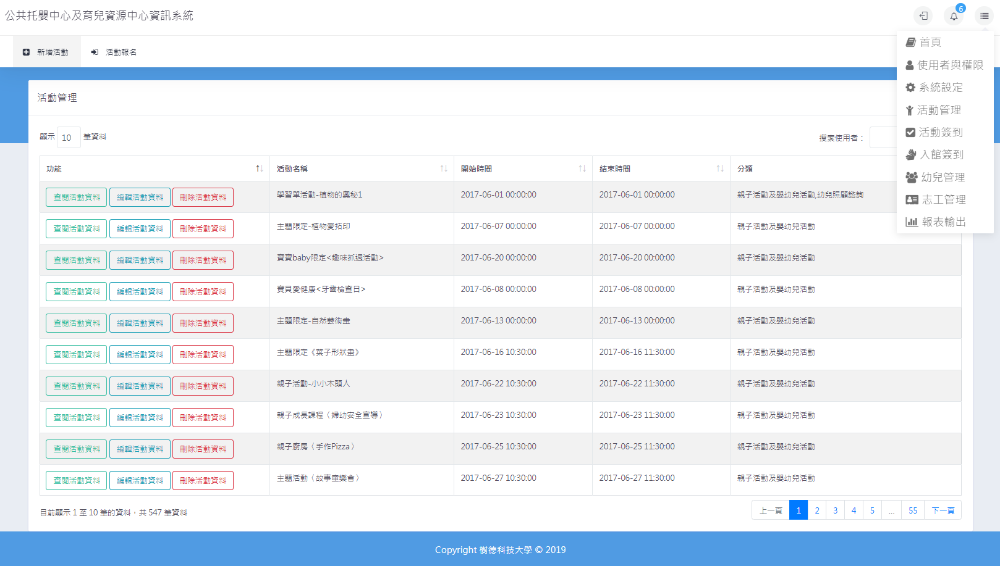 公共托嬰中心及育兒資源中心資訊系統
6
新增活動 活動報名
首頁
使用者與權限
系統設定
活動管理
活動簽到
入館簽到
幼兒管理
志工管理
報表輸出
活動管理
顯示 10 筆資料
搜索使用者：
功能 活動名稱 開始時間 結束時間 分類
查閱活動資料 編輯活動資料 刪除活動資料 學習單活動-植物的奧秘1 2017-06-01 00:00:00 2017-06-01 00:00:00 親子活動及嬰幼兒活動,幼兒照顧諮詢
查閱活動資料 編輯活動資料 刪除活動資料 主題限定-植物愛拓印 2017-06-07 00:00:00 2017-06-07 00:00:00 親子活動及嬰幼兒活動
查閱活動資料 編輯活動資料 刪除活動資料 寶寶baby限定<趣味抓週活動> 2017-06-20 00:00:00 2017-06-20 00:00:00 親子活動及嬰幼兒活動
查閱活動資料 編輯活動資料 刪除活動資料 寶貝愛健康<牙齒檢查日> 2017-06-08 00:00:00 2017-06-08 00:00:00 親子活動及嬰幼兒活動
查閱活動資料 編輯活動資料 刪除活動資料 主題限定-自然藝術畫 2017-06-13 00:00:00 2017-06-13 00:00:00 親子活動及嬰幼兒活動
查閱活動資料 編輯活動資料 刪除活動資料 主題限定《葉子形狀畫》 2017-06-16 10:30:00 2017-06-16 11:30:00 親子活動及嬰幼兒活動
查閱活動資料 編輯活動資料 刪除活動資料 親子活動-小小木頭人 2017-06-22 10:30:00 2017-06-22 11:30:00 親子活動及嬰幼兒活動
查閱活動資料 編輯活動資料 刪除活動資料 親子成長課程〈婦幼安全宣導〉 2017-06-23 10:30:00 2017-06-23 11:30:00 親子活動及嬰幼兒活動
查閱活動資料 編輯活動資料 刪除活動資料 親子廚房〈手作Pizza〉 2017-06-25 10:30:00 2017-06-25 11:30:00 親子活動及嬰幼兒活動
查閱活動資料 編輯活動資料 刪除活動資料 主題活動〈故事童樂會〉 2017-06-27 10:30:00 2017-06-27 11:30:00 親子活動及嬰幼兒活動
目前顯示 1 至 10 筆的資料，共 547 筆資料
上一頁 1 2 3 4 5 ... 55 下一頁
Copyright 樹德科技大學 © 2019